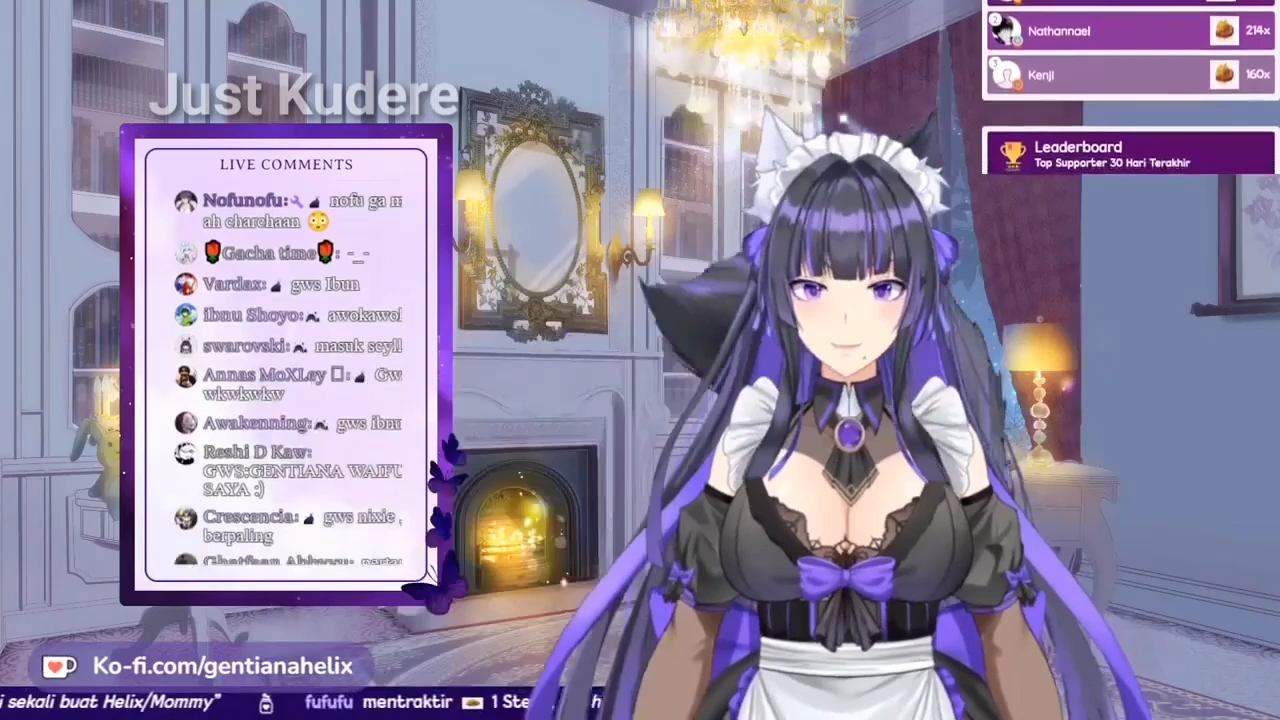 Nathannael 214x
Kenji 160x
Leaderboard
Top Supporter 30 Hari Terakhir
Just Kudere
LIVE COMMENTS
Nofunofu: nofu ga
ah charchaan 😳
🌹Gacha time🌹: -_-
Vardax: gws Ibun
ibnu Shoyo: awokawol
swarovski: masuk scyll
Annas MoXLey: Gw
wkwkwkw
Awakenning: gws ibnu
Reshi D Kaw:
GWS:GENTIANA WAIFU
SAYA :)
Crescencia: gws nixie
berpaling
Ko-fi.com/gentianahelix
i sekali buat Helix/Mommy" fufufu mentraktir 1 Ste